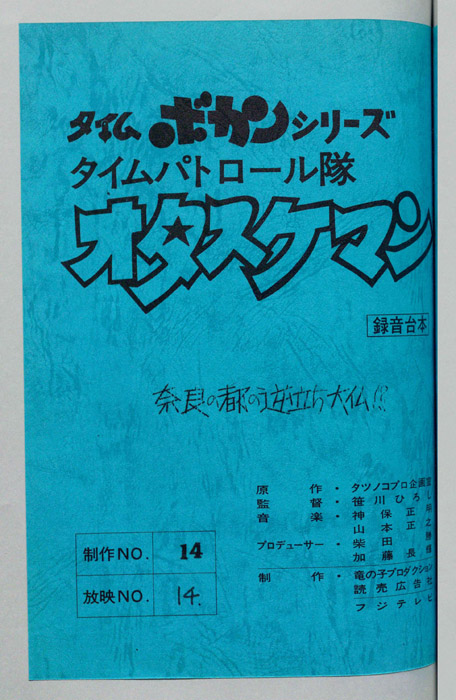 タイムボカンシリーズ
タイムパトロール隊
オタスケマン
録音台本
奈良の都の逆立ち大仏!!
原作・タツノコプロ企画室
監督・笹川ひろし
音楽・神保正明
山本正之
プロデューサー・柴田勝
加藤長輝
制作・竜の子プロダクション
読売広告社
フジテレビ
制作NO. 14
放映NO. 14.